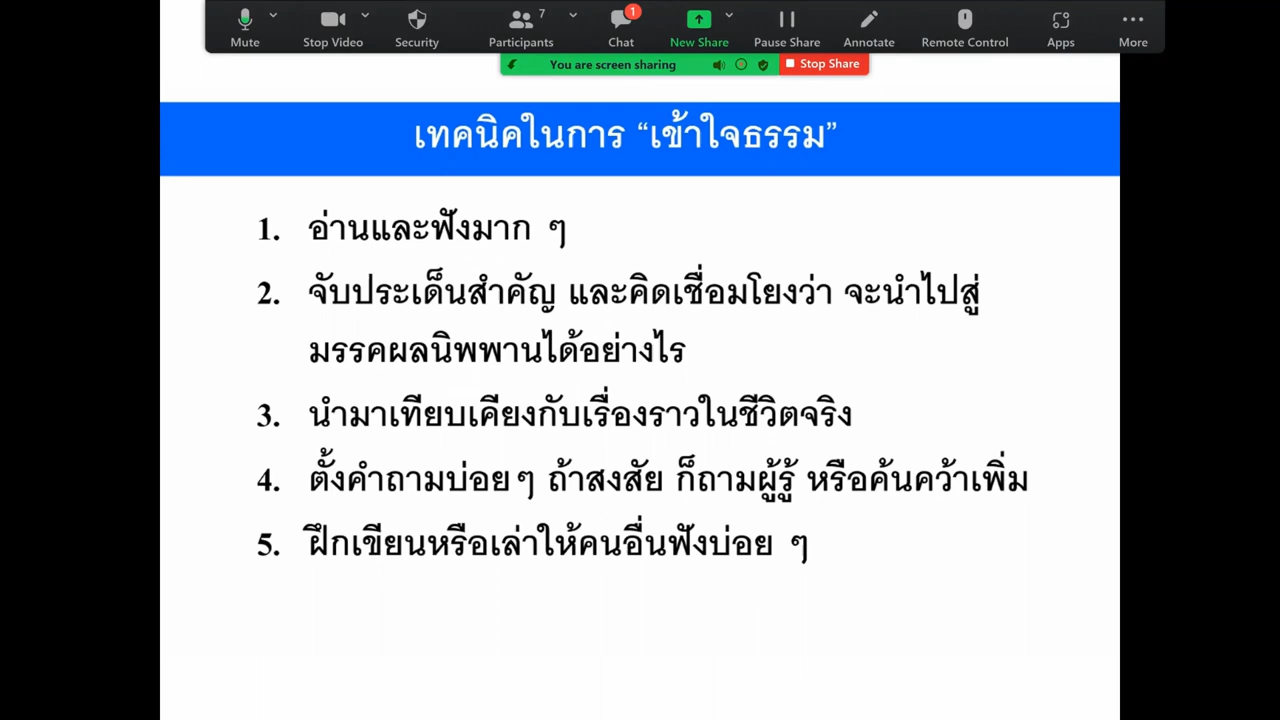 Mute
Stop Video
Security
Participants 7
Chat 1
New Share
Pause Share
Annotate
Remote Control
Apps
More
You are screen sharing
Stop Share
เทคนิคในการ “เข้าใจธรรม”
1. อ่านและฟังมาก ๆ
2. จับประเด็นสำคัญ และคิดเชื่อมโยงว่า จะนำไปสู่
มรรคผลนิพพานได้อย่างไร
3. นำมาเทียบเคียงกับเรื่องราวในชีวิตจริง
4. ตั้งคำถามบ่อยๆ ถ้าสงสัย ก็ถามผู้รู้ หรือค้นคว้าเพิ่ม
5. ฝึกเขียนหรือเล่าให้คนอื่นฟังบ่อย ๆ